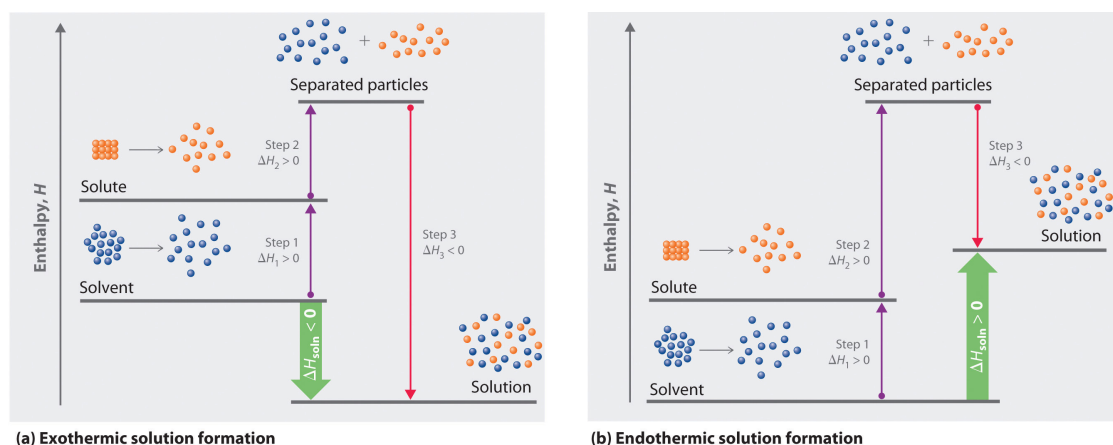 Enthalpy, H
+
Separated particles
Step 2
ΔH₂ > 0
Solute
Step 1
ΔH₁ > 0
Solvent
Step 3
ΔH₃ < 0
ΔHsoln < 0
Solution
(a) Exothermic solution formation
Enthalpy, H
+
Separated particles
Step 3
ΔH₃ < 0
Solution
Step 2
ΔH₂ > 0
Solute
Step 1
ΔH₁ > 0
Solvent
ΔHsoln > 0
(b) Endothermic solution formation